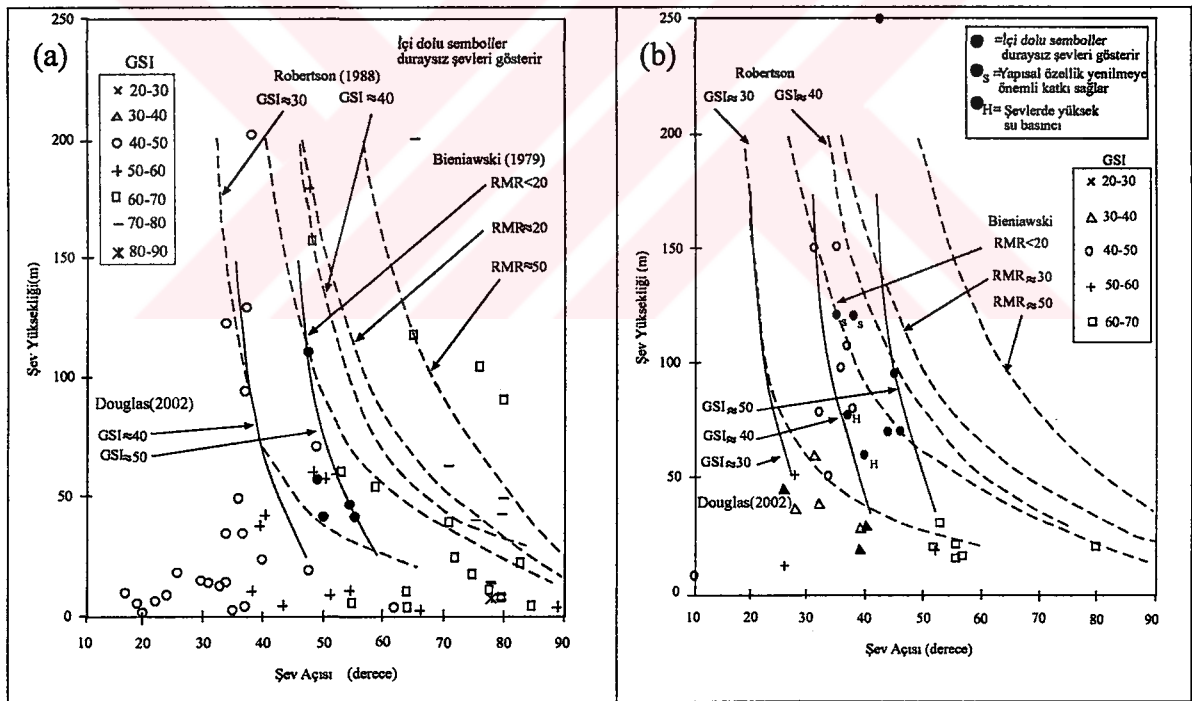 (a)
İçi dolu semboller
duraysız şevleri gösterir
GSI
20-30
30-40
40-50
50-60
60-70
70-80
80-90
Robertson (1988)
GSI≈30
GSI≈40
Bieniawski (1979)
RMR<20
RMR≈20
RMR≈50
Douglas(2002)
GSI≈40
GSI≈50
Şev Yüksekliği(m)
250
200
150
100
50
0
10 20 30 40 50 60 70 80 90
Şev Açısı (derece)
(b)
=İçi dolu semboller
duraysız şevleri gösterir
S =Yapısal özellik yenilmeye
önemli katkı sağlar
H= Şevlerde yüksek
su basıncı
Robertson
GSI≈30
GSI≈40
GSI
20-30
30-40
40-50
50-60
60-70
Bieniawski
RMR<20
RMR≈30
RMR≈50
S
S
H
H
GSI≈50
GSI≈40
GSI≈30
Douglas(2002)
Şev Yüksekliği (m)
250
200
150
100
50
0
10 20 30 40 50 60 70 80 90
Şev Açısı (derece)